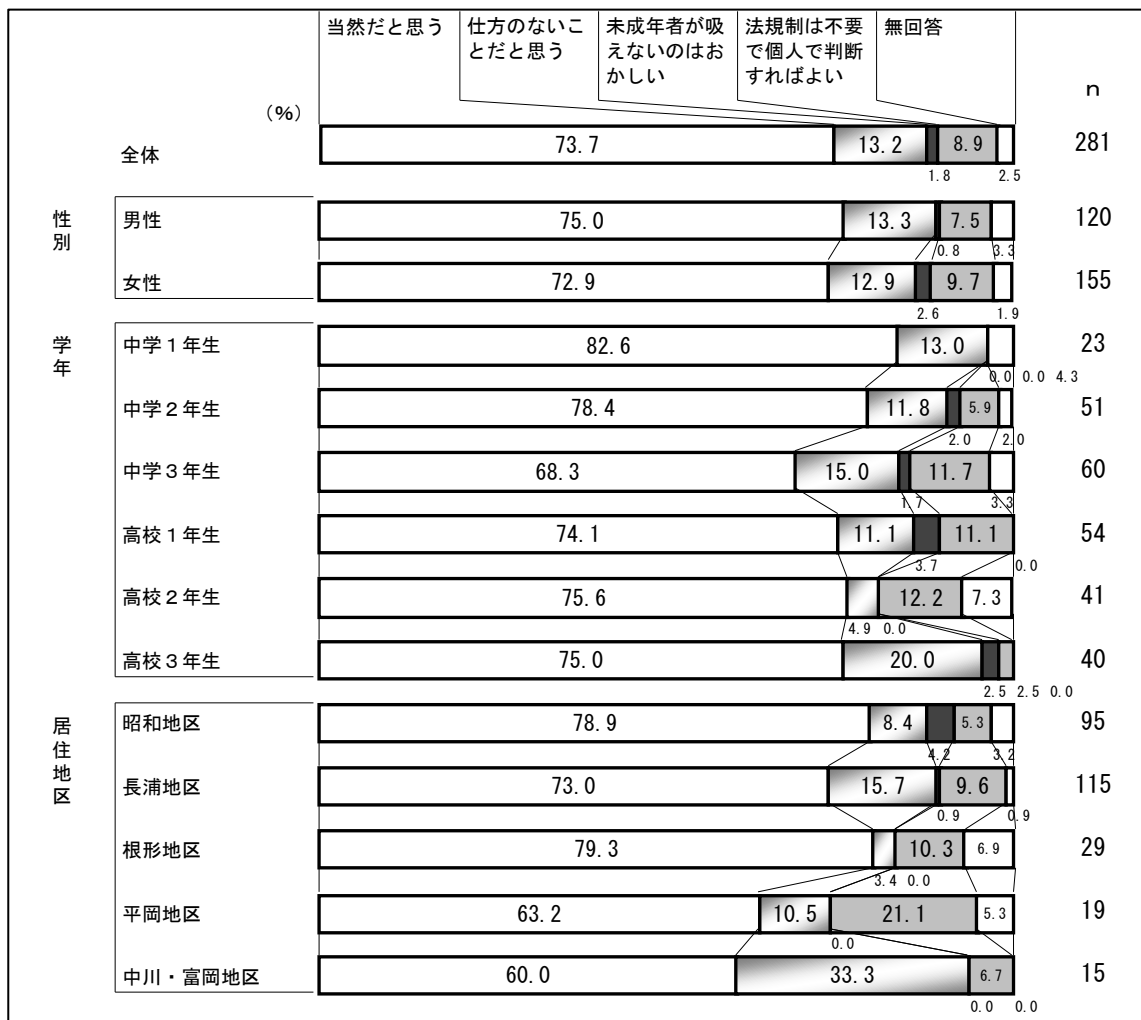 当然だと思う
仕方のないこ
とだと思う
未成年者が吸
えないのはお
かしい
法規制は不要
で個人で判断
すればよい
無回答
(%)
n
全体 73.7 13.2 8.9 281
1.8 2.5
性別
男性 75.0 13.3 7.5 120
0.8 3.3
女性 72.9 12.9 9.7 155
2.6 1.9
学年
中学1年生 82.6 13.0 23
0.0 0.0 4.3
中学2年生 78.4 11.8 5.9 51
2.0 2.0
中学3年生 68.3 15.0 11.7 60
1.7 3.3
高校1年生 74.1 11.1 11.1 54
3.7 0.0
高校2年生 75.6 12.2 7.3 41
4.9 0.0
高校3年生 75.0 20.0 40
2.5 2.5 0.0
居住地区
昭和地区 78.9 8.4 5.3 95
4.2 3.2
長浦地区 73.0 15.7 9.6 115
0.9 0.9
根形地区 79.3 10.3 6.9 29
3.4 0.0
平岡地区 63.2 10.5 21.1 5.3 19
0.0
中川・富岡地区 60.0 33.3 6.7 15
0.0 0.0